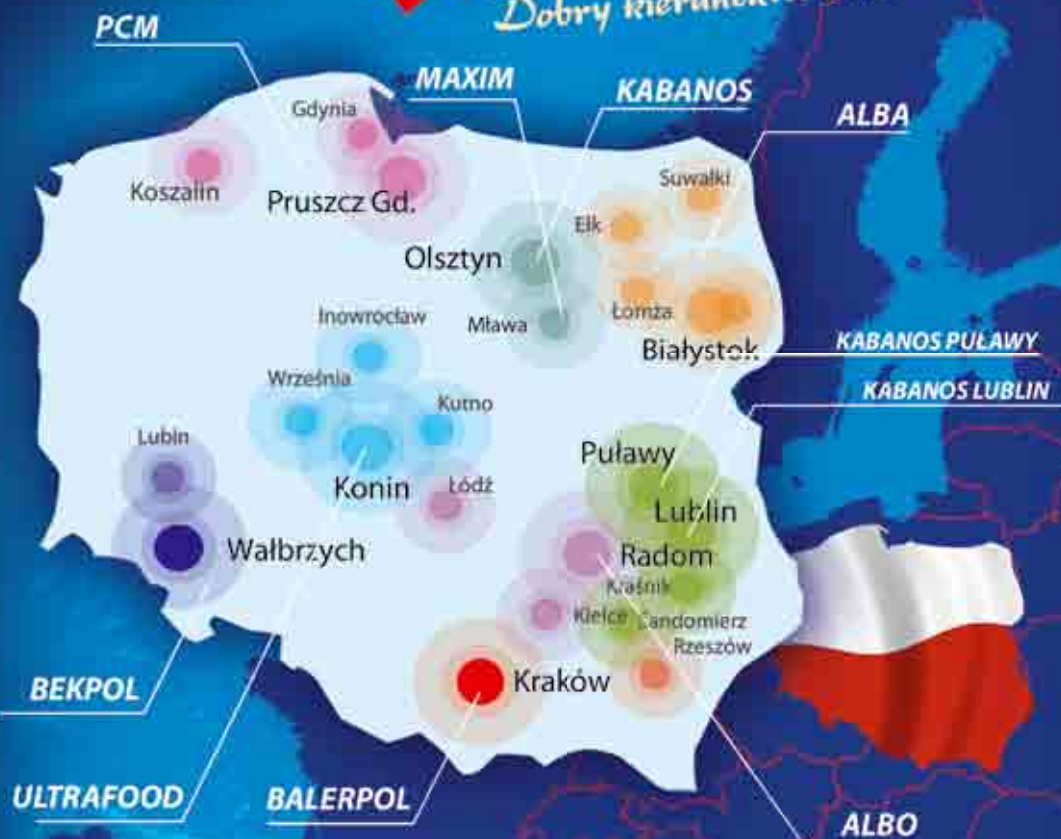 Dobry kierunek
PCM
MAXIM
KABANOS
ALBA
Gdynia
Koszalin
Pruszcz Gd.
Suwałki
Ełk
Olsztyn
Łomża
Mława
Inowrocław
Białystok
KABANOS PUŁAWY
Września
KABANOS LUBLIN
Kutno
Lubin
Puławy
Konin
Łódź
Lublin
Wałbrzych
Radom
Kraśnik
Kielce
Sandomierz
Rzeszów
Kraków
BEKPOL
ULTRAFOOD
BALERPOL
ALBO